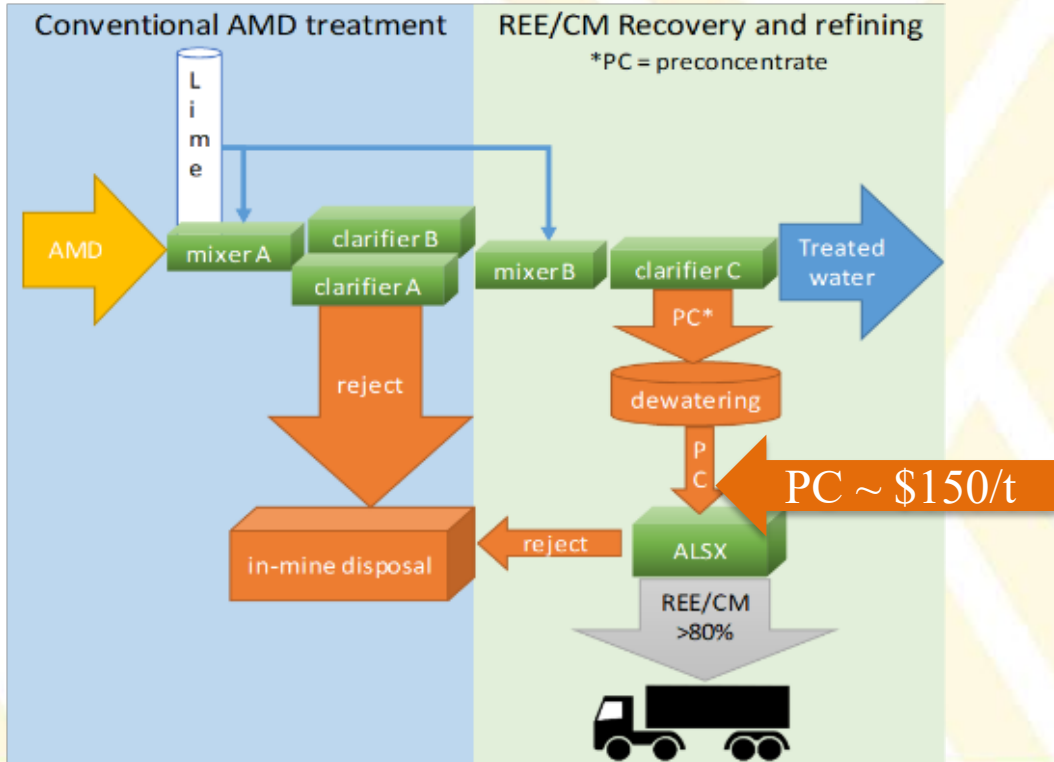 Conventional AMD treatment
REE/CM Recovery and refining
*PC = preconcentrate
L
i
m
e
AMD
mixer A
clarifier B
clarifier A
mixer B
clarifier C
Treated
water
PC*
reject
dewatering
P
C
PC ~ $150/t
in-mine disposal
reject
ALSX
REE/CM
>80%